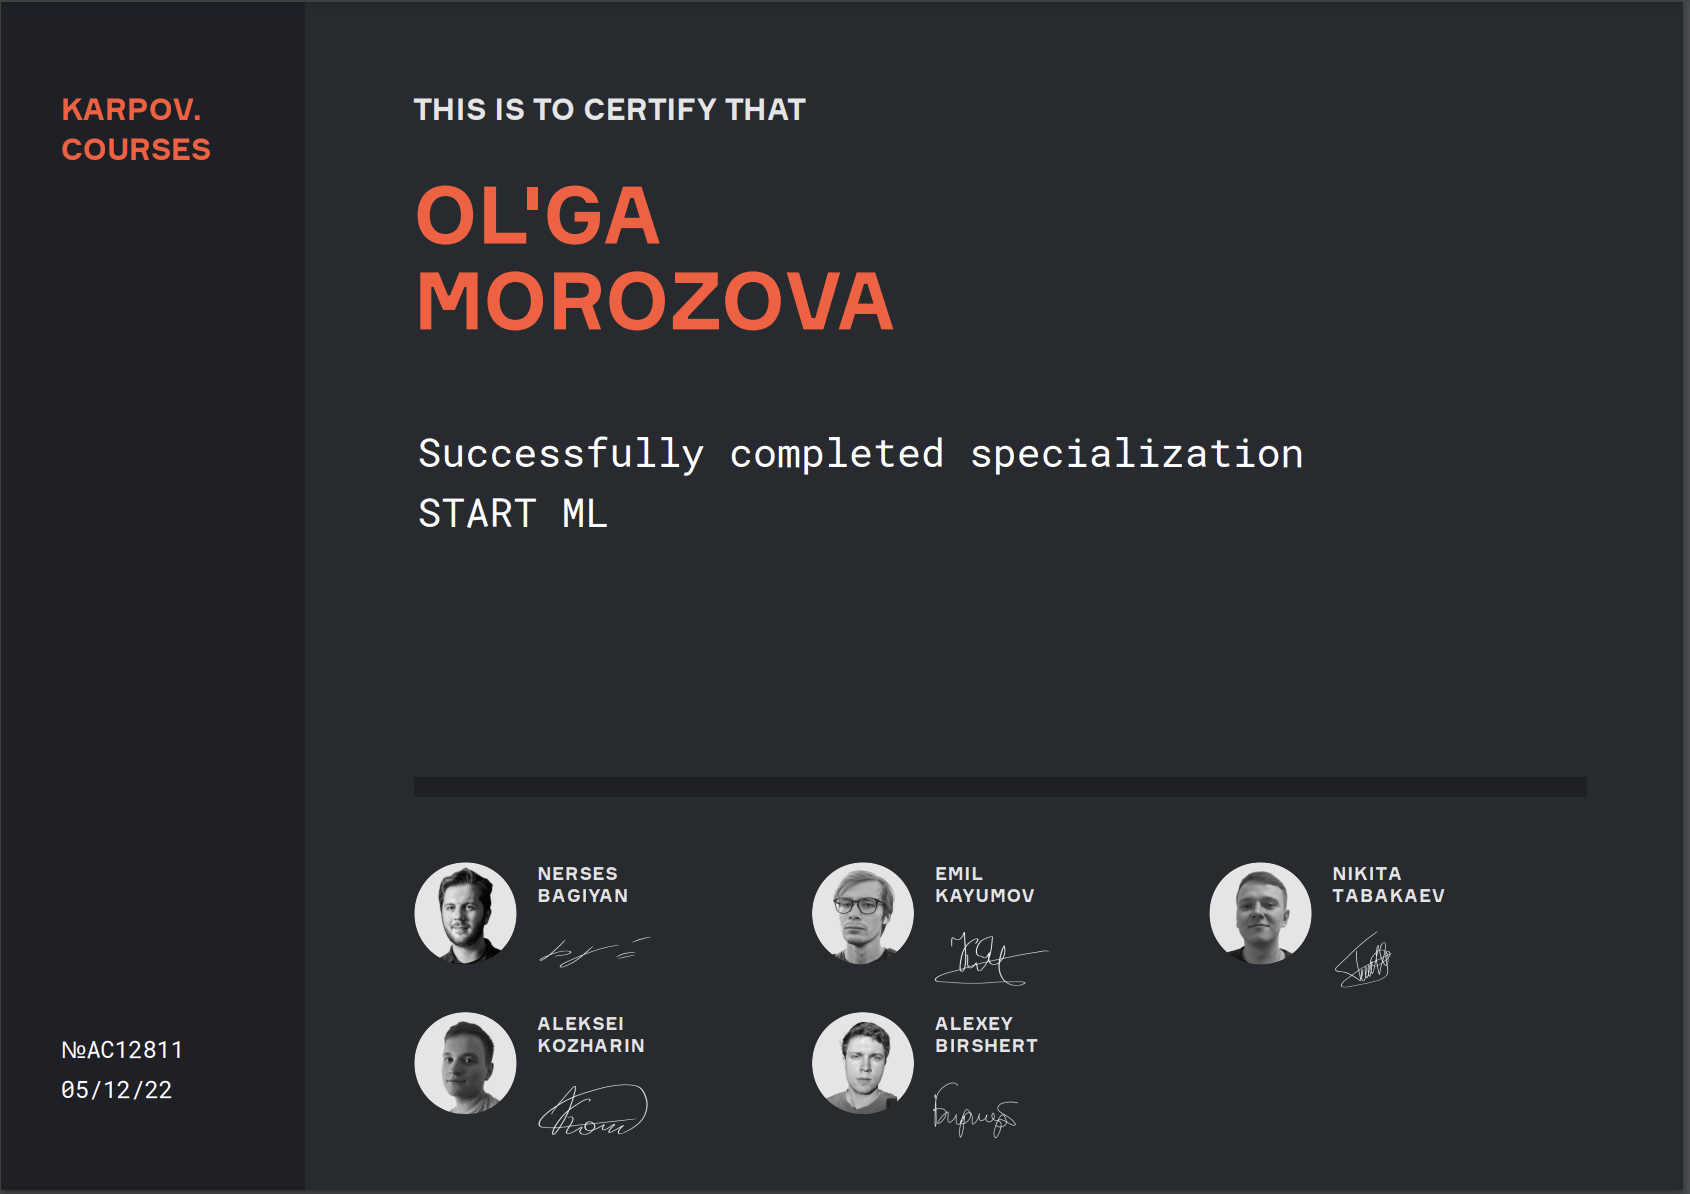 KARPOV.
COURSES
THIS IS TO CERTIFY THAT
OL'GA
MOROZOVA
Successfully completed specialization
START ML
NERSES
BAGIYAN
EMIL
KAYUMOV
NIKITA
TABAKAEV
ALEKSEI
KOZHARIN
ALEXEY
BIRSHERT
№AC12811
05/12/22